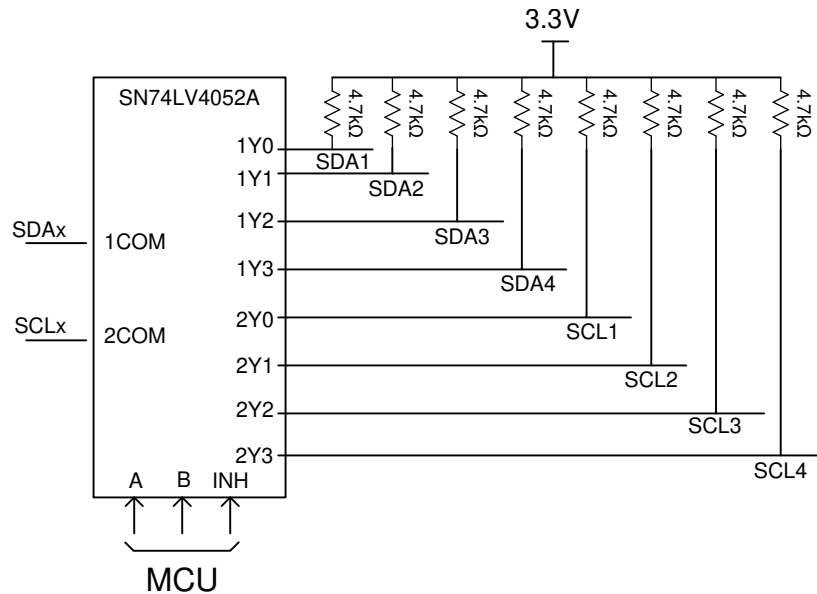 3.3V
SN74LV4052A
4.7kΩ
4.7kΩ
4.7kΩ
4.7kΩ
4.7kΩ
4.7kΩ
4.7kΩ
4.7kΩ
1Y0
SDA1
1Y1
SDA2
1Y2
SDA3
SDAx
1COM
1Y3
SDA4
2Y0
SCL1
SCLx
2COM
2Y1
SCL2
2Y2
SCL3
2Y3
SCL4
A B INH
MCU